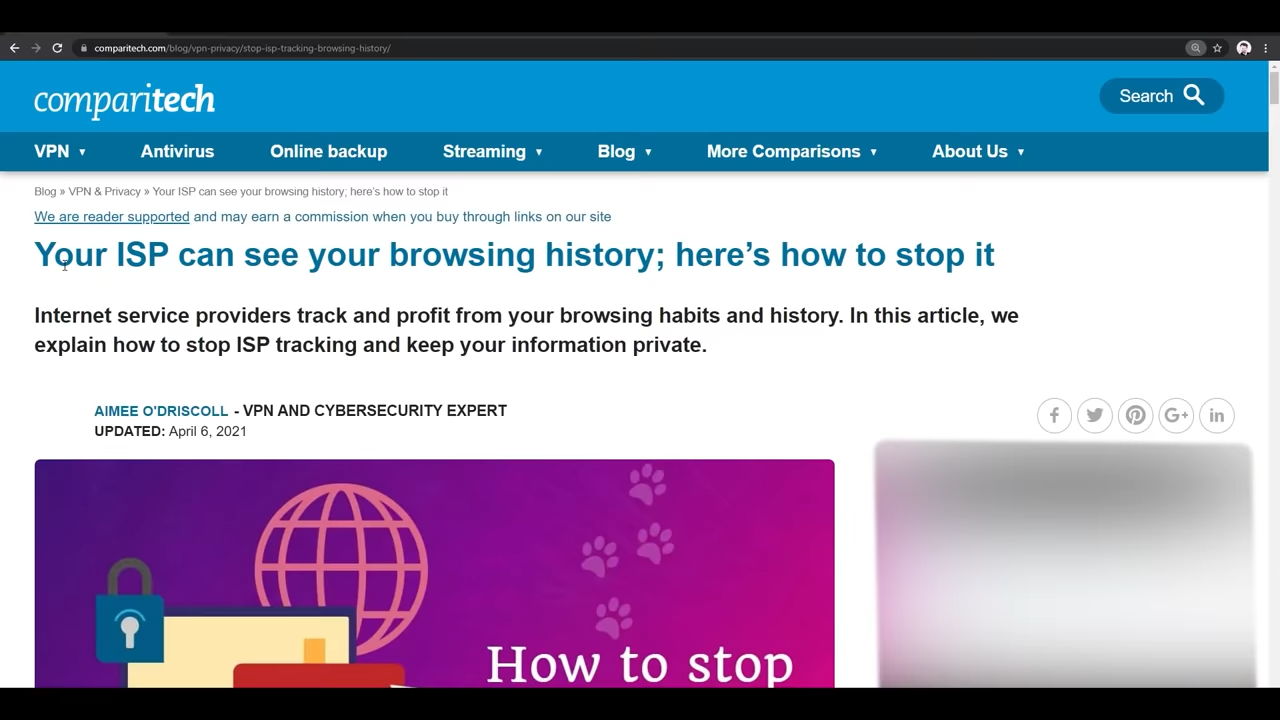 comparitech.com/blog/vpn-privacy/stop-isp-tracking-browsing-history/
comparitech
Search
VPN ▾ Antivirus Online backup Streaming ▾ Blog ▾ More Comparisons ▾ About Us ▾
Blog » VPN & Privacy » Your ISP can see your browsing history; here's how to stop it
We are reader supported and may earn a commission when you buy through links on our site
Your ISP can see your browsing history; here’s how to stop it
Internet service providers track and profit from your browsing habits and history. In this article, we
explain how to stop ISP tracking and keep your information private.
AIMEE O'DRISCOLL - VPN AND CYBERSECURITY EXPERT
UPDATED: April 6, 2021
f G+ in
How to stop